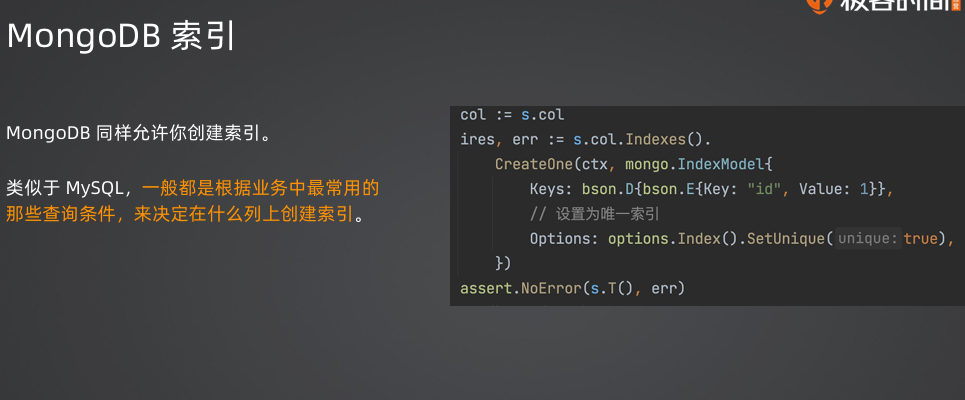 极客时间
MongoDB 索引
MongoDB 同样允许你创建索引。
类似于 MySQL，一般都是根据业务中最常用的
那些查询条件，来决定在什么列上创建索引。
col := s.col
ires, err := s.col.Indexes().
CreateOne(ctx, mongo.IndexModel{
Keys: bson.D{bson.E{Key: "id", Value: 1}},
// 设置为唯一索引
Options: options.Index().SetUnique( unique: true),
})
assert.NoError(s.T(), err)